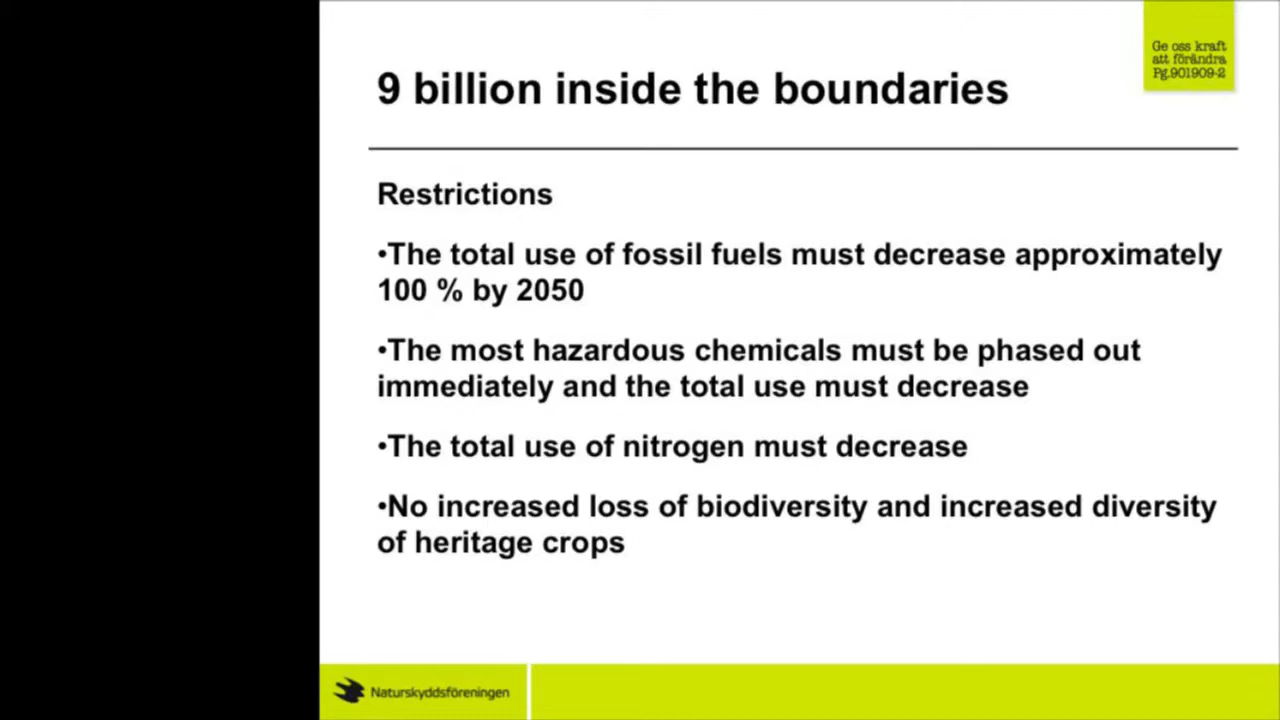 Ge oss kraft
att förändra
Pg.901909-2
9 billion inside the boundaries
Restrictions
•The total use of fossil fuels must decrease approximately
100 % by 2050
•The most hazardous chemicals must be phased out
immediately and the total use must decrease
•The total use of nitrogen must decrease
•No increased loss of biodiversity and increased diversity
of heritage crops
Naturskyddsföreningen